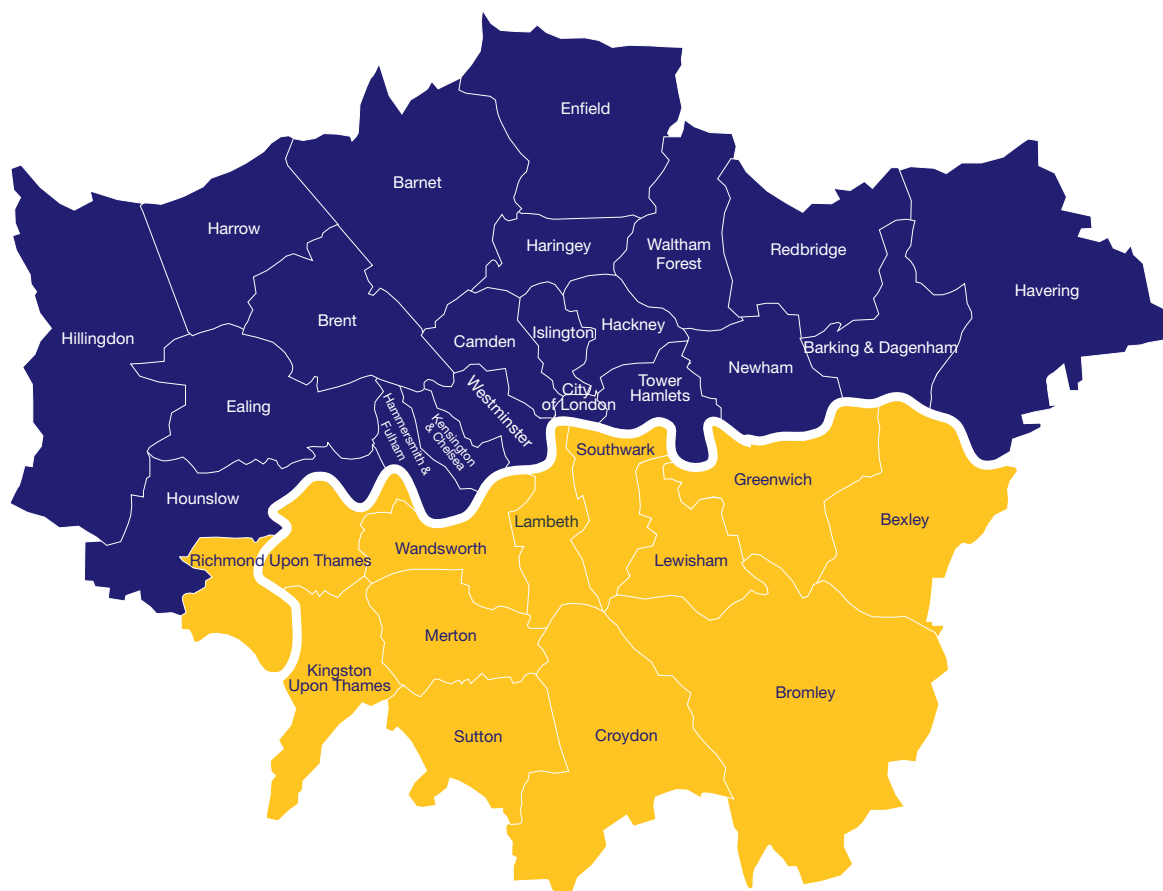 Enfield
Barnet
Harrow
Haringey
Waltham
Forest
Redbridge
Havering
Hillingdon
Brent
Camden
Islington
Hackney
Newham
Barking & Dagenham
Ealing
Hammersmith &
Fulham
Kensington
& Chelsea
Westminster
City
of London
Tower
Hamlets
Hounslow
Southwark
Greenwich
Bexley
Richmond Upon Thames
Wandsworth
Lambeth
Lewisham
Merton
Kingston
Upon Thames
Bromley
Sutton
Croydon